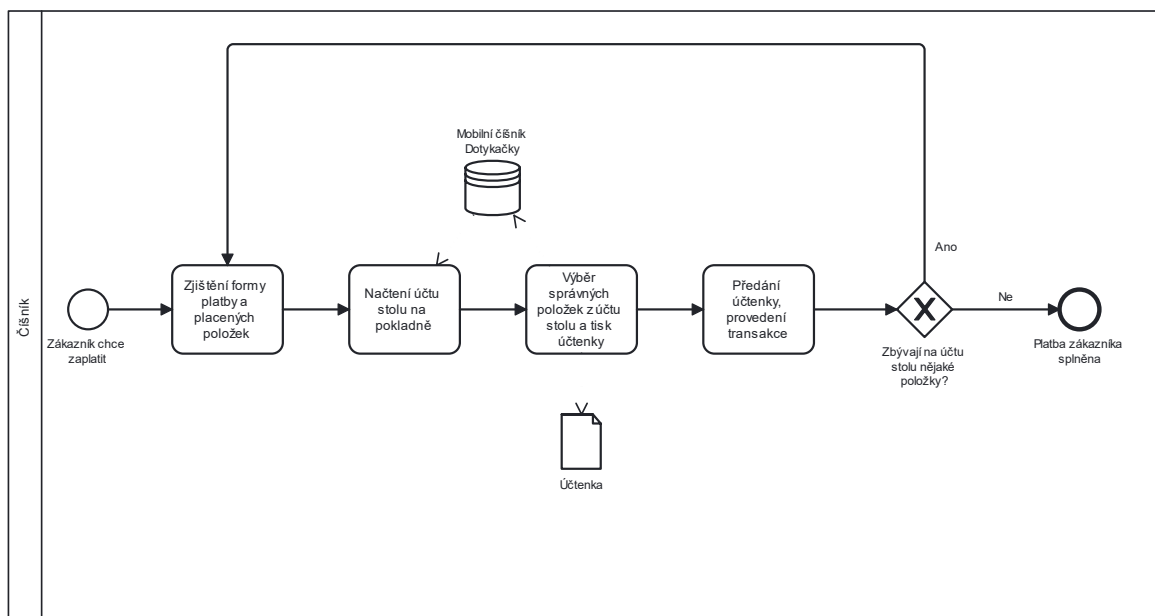 Číšník
Zákazník chce
zaplatit
Zjištění formy
platby a
placených
položek
Mobilní číšník
Dotykačky
Načtení účtu
stolu na
pokladně
Výběr
správných
položek z účtu
stolu a tisk
účtenky
Účtenka
Předání
účtenky,
provedení
transakce
Zbývají na účtu
stolu nějaké
položky?
Ano
Ne
Platba zákazníka
splněna